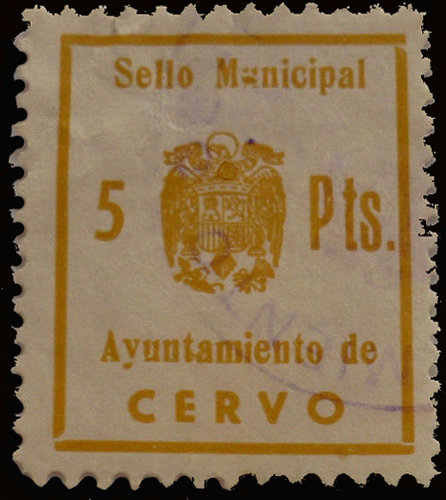 Sello Municipal
5 Pts.
Ayuntamiento de
CERVO